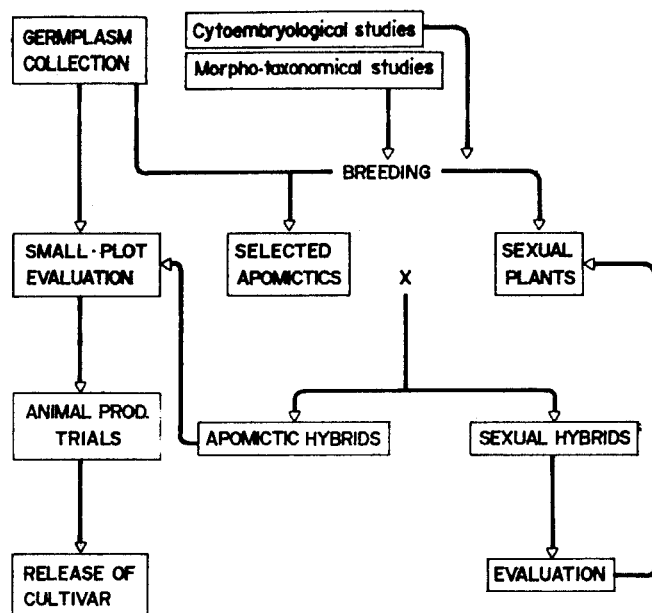 GERMPLASM
COLLECTION
Cytoembryological studies
Morpho-taxonomical studies
BREEDING
SMALL-PLOT
EVALUATION
SELECTED
APOMICTICS
X
SEXUAL
PLANTS
ANIMAL PROD.
TRIALS
APOMICTIC HYBRIDS
SEXUAL HYBRIDS
RELEASE OF
CULTIVAR
EVALUATION